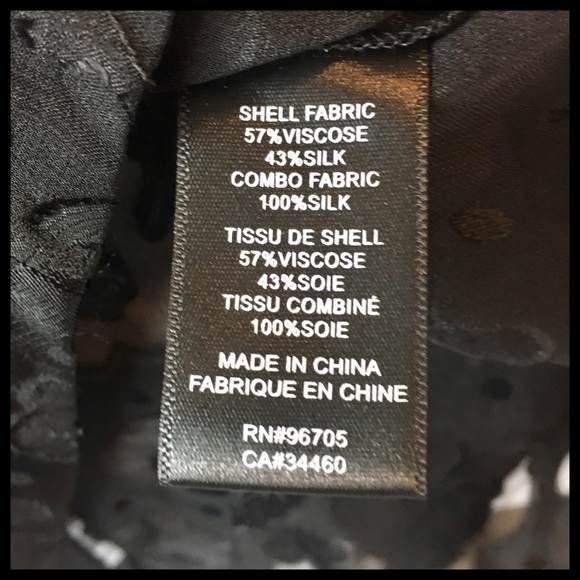 SHELL FABRIC
57%VISCOSE
43%SILK
COMBO FABRIC
100%SILK
TISSU DE SHELL
57%VISCOSE
43%SOIE
TISSU COMBINÉ
100%SOIE
MADE IN CHINA
FABRIQUE EN CHINE
RN#96705
CA#34460